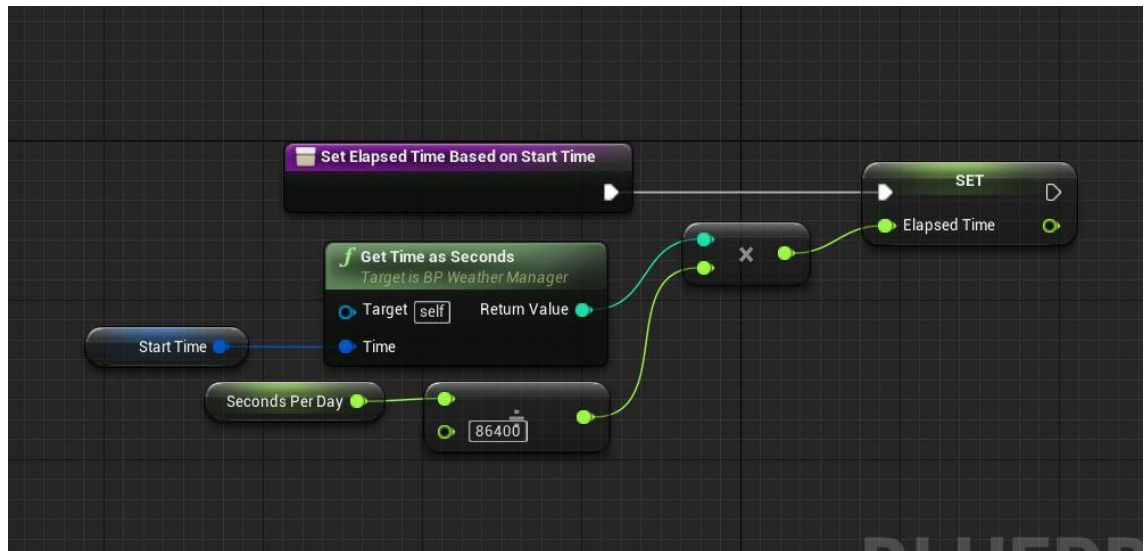 Set Elapsed Time Based on Start Time
SET
Elapsed Time
f Get Time as Seconds
Target is BP Weather Manager
Target self Return Value
Time
Start Time
Seconds Per Day
86400